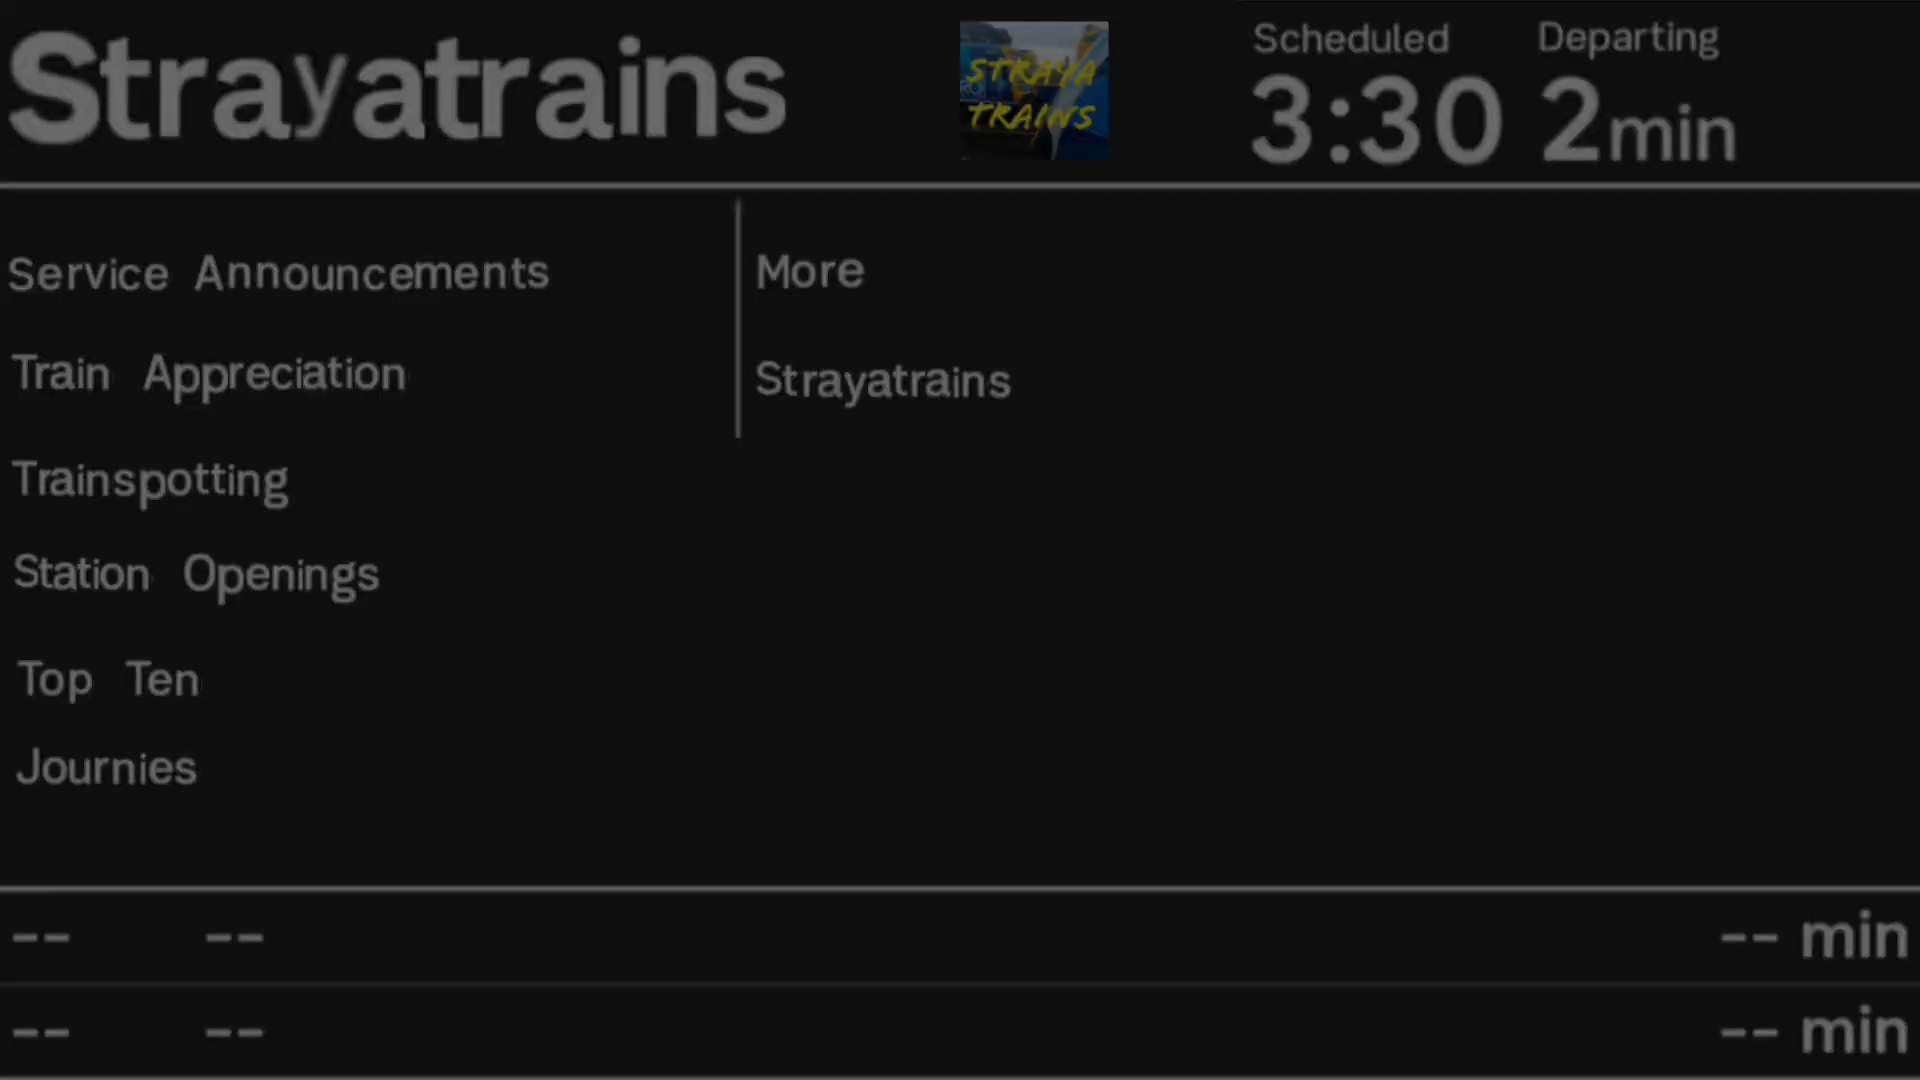 Strayatrains
STRAYA
TRAINS
Scheduled
3:30
Departing
2min
Service Announcements
Train Appreciation
Trainspotting
Station Openings
Top Ten
Journies
More
Strayatrains
-- -- -- min
-- -- -- min